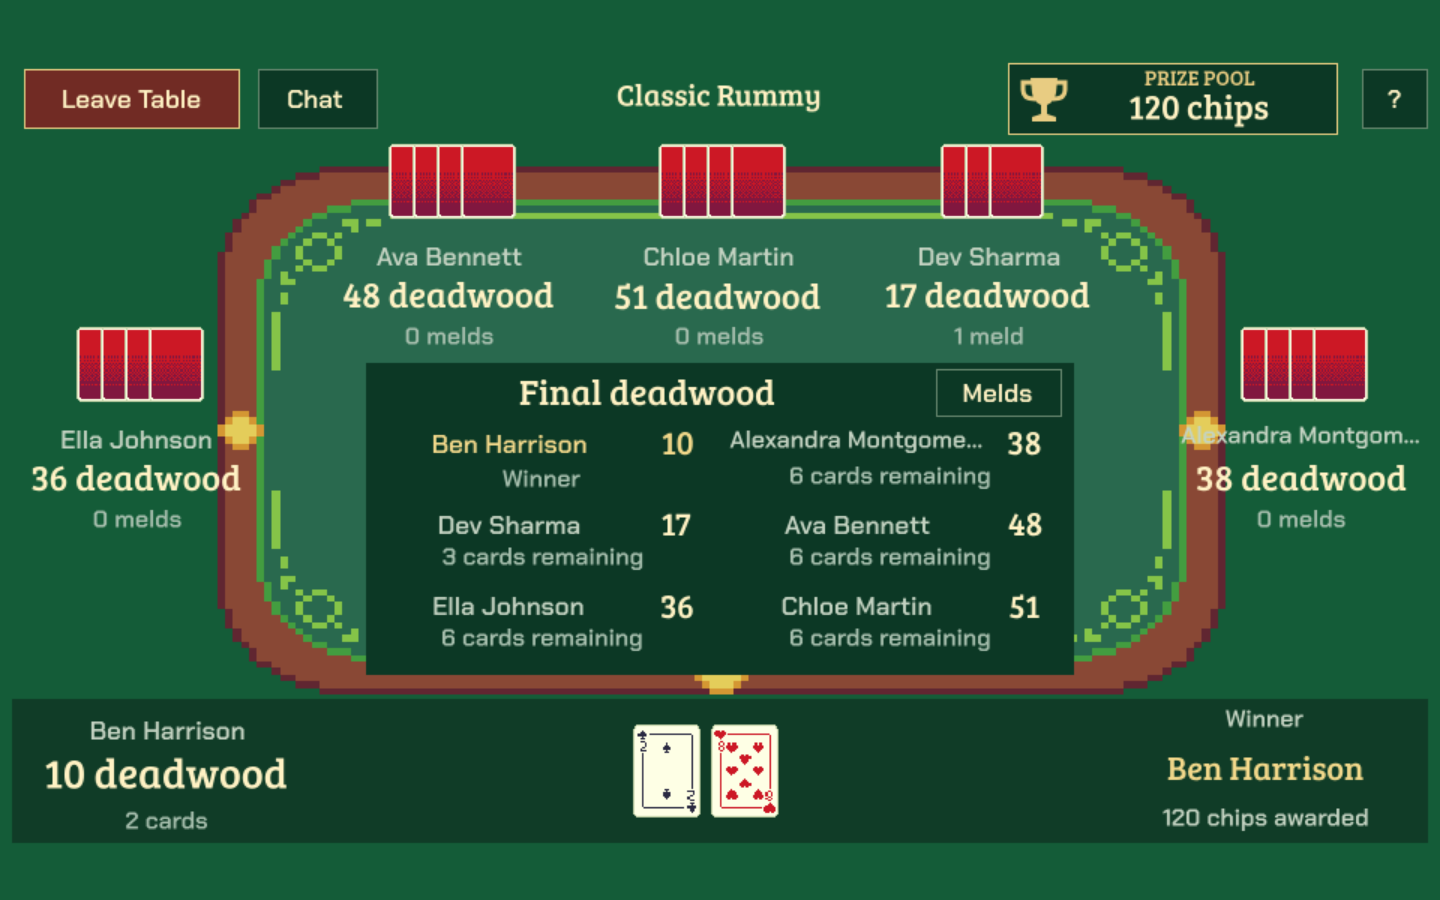 Leave Table
Chat
Classic Rummy
PRIZE POOL
120 chips
?
Ava Bennett
48 deadwood
0 melds
Chloe Martin
51 deadwood
0 melds
Dev Sharma
17 deadwood
1 meld
Ella Johnson
36 deadwood
0 melds
Alexandra Montgom...
38 deadwood
0 melds
Final deadwood
Melds
Ben Harrison 10
Winner
Alexandra Montgome... 38
6 cards remaining
Dev Sharma 17
3 cards remaining
Ava Bennett 48
6 cards remaining
Ella Johnson 36
6 cards remaining
Chloe Martin 51
6 cards remaining
Ben Harrison
10 deadwood
2 cards
2
2
8
8
Winner
Ben Harrison
120 chips awarded